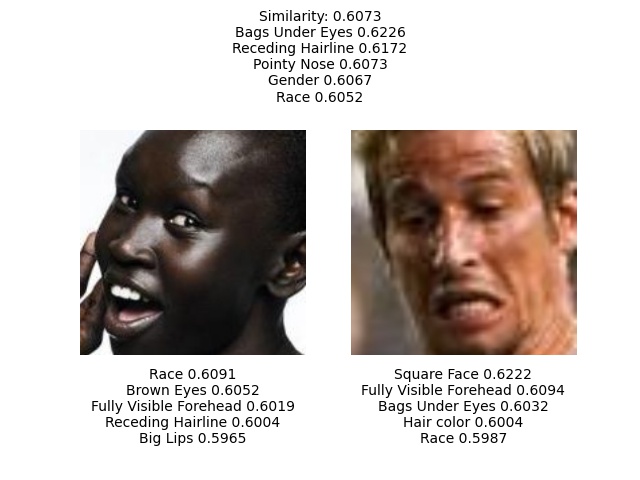 Similarity: 0.6073
Bags Under Eyes 0.6226
Receding Hairline 0.6172
Pointy Nose 0.6073
Gender 0.6067
Race 0.6052
Race 0.6091
Brown Eyes 0.6052
Fully Visible Forehead 0.6019
Receding Hairline 0.6004
Big Lips 0.5965
Square Face 0.6222
Fully Visible Forehead 0.6094
Bags Under Eyes 0.6032
Hair color 0.6004
Race 0.5987